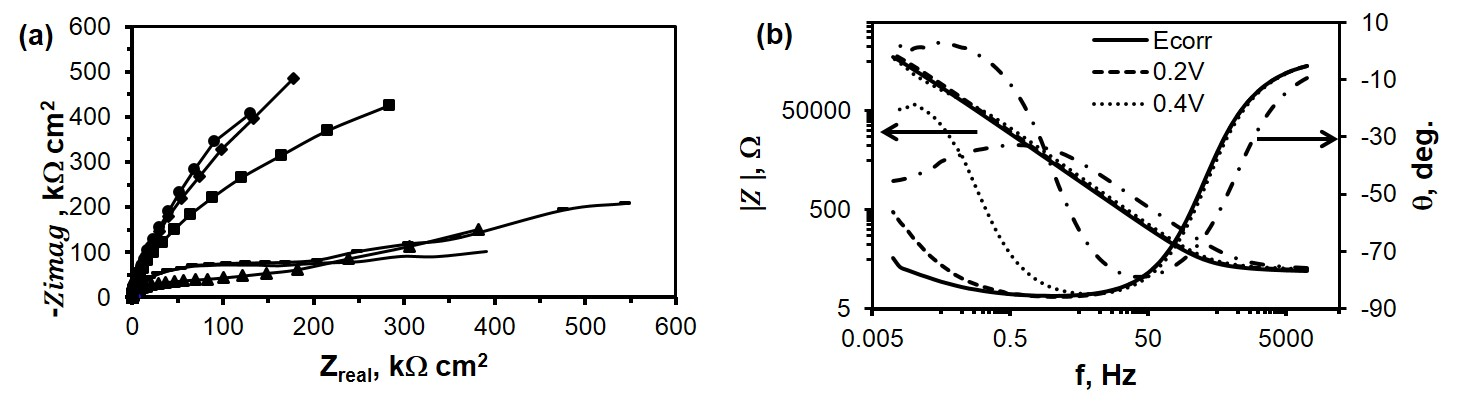 (a)
600
500
400
300
200
100
0
-Zimag , kΩ cm2
0 100 200 300 400 500 600
Zreal, kΩ cm2
(b)
Ecorr
0.2V
0.4V
50000
500
5
|Z |, Ω
10
-10
-30
-50
-70
-90
θ, deg.
0.005 0.5 50 5000
f, Hz